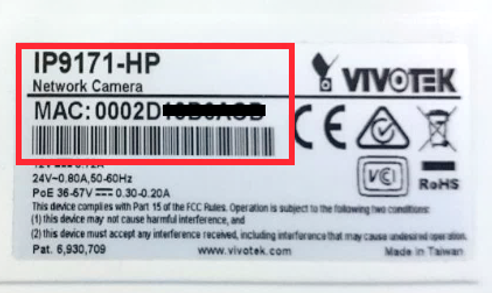 IP9171-HP
Network Camera
MAC: 0002D
VIVOTEK
CE
VCCI
RoHS
24V~0.80A,50-60Hz
PoE 36-57V ⎓ 0.30-0.20A
This device complies with Part 15 of the FCC Rules. Operation is subject to the following two conditions:
(1) this device may not cause harmful interference, and
(2) this device must accept any interference received, including interference that may cause undesired operation.
Pat. 6,930,709
www.vivotek.com
Made in Taiwan